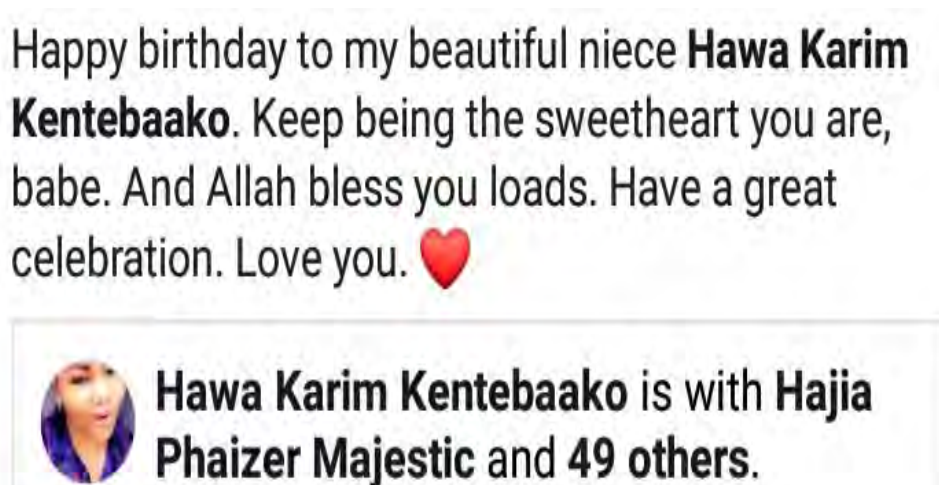 Happy birthday to my beautiful niece Hawa Karim
Kentebaako. Keep being the sweetheart you are,
babe. And Allah bless you loads. Have a great
celebration. Love you. ❤️
Hawa Karim Kentebaako is with Hajia
Phaizer Majestic and 49 others.